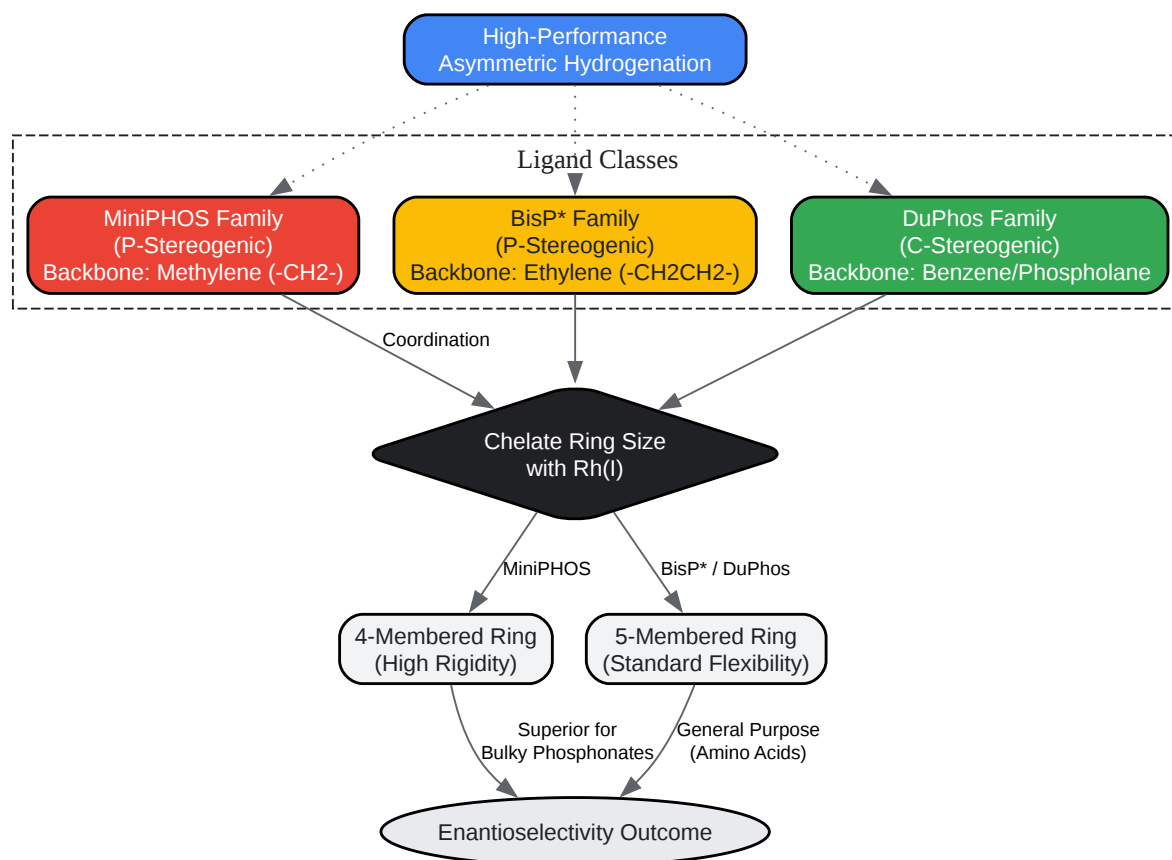 High-Performance
Asymmetric Hydrogenation
Ligand Classes
MiniPHOS Family
(P-Stereogenic)
Backbone: Methylene (-CH2-)
BisP* Family
(P-Stereogenic)
Backbone: Ethylene (-CH2CH2-)
DuPhos Family
(C-Stereogenic)
Backbone: Benzene/Phospholane
Coordination
Chelate Ring Size
with Rh(I)
MiniPHOS
BisP* / DuPhos
4-Membered Ring
(High Rigidity)
5-Membered Ring
(Standard Flexibility)
Superior for
Bulky Phosphonates
General Purpose
(Amino Acids)
Enantioselectivity Outcome